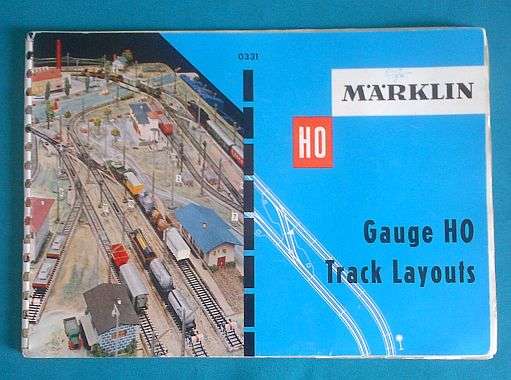 0331
MÄRKLIN
HO
Gauge HO
Track Layouts